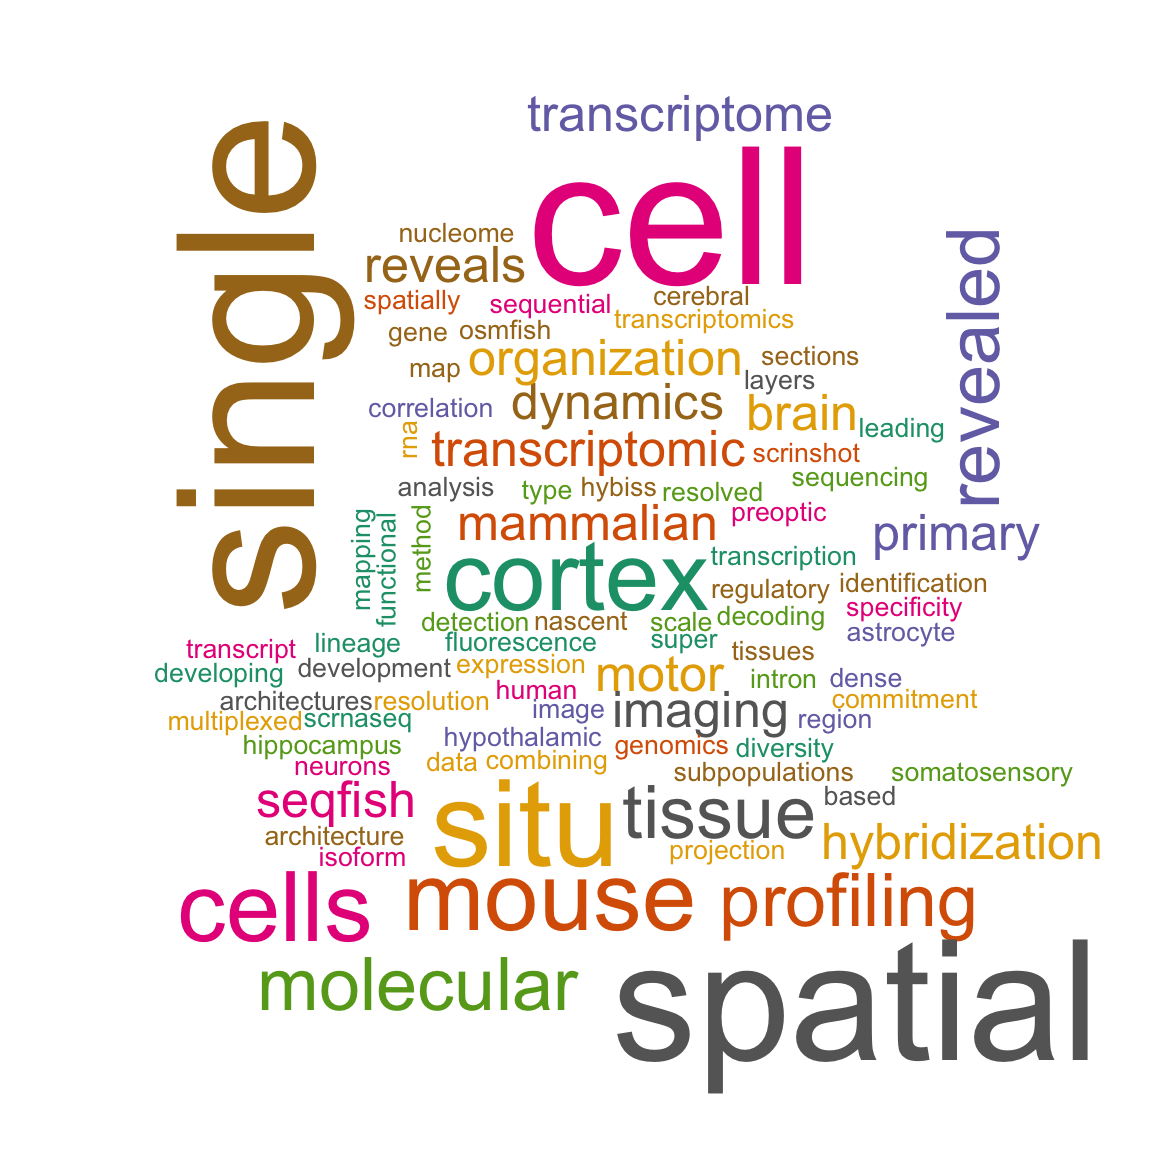 transcriptome
single
cell
nucleome
revealed
reveals
spatially
sequential
cerebral
transcriptomics
gene
osmfish
organization
sections
map
layers
correlation
dynamics
brain
leading
rna
transcriptomic
scrinshot
sequencing
analysis
type
hybiss
resolved
mapping
functional
method
mammalian
preoptic
primary
cortex
transcription
regulatory
identification
specificity
detection
nascent
scale
decoding
astrocyte
transcript
lineage
fluorescence
super
tissues
developing
development
expression
motor
intron
dense
architectures
resolution
human
commitment
multiplexed
scrnaseq
image
imaging
region
hippocampus
hypothalamic
genomics
diversity
neurons
data
combining
subpopulations
somatosensory
seqfish
situ
tissue
based
architecture
projection
hybridization
isoform
cells
mouse
profiling
molecular
spatial